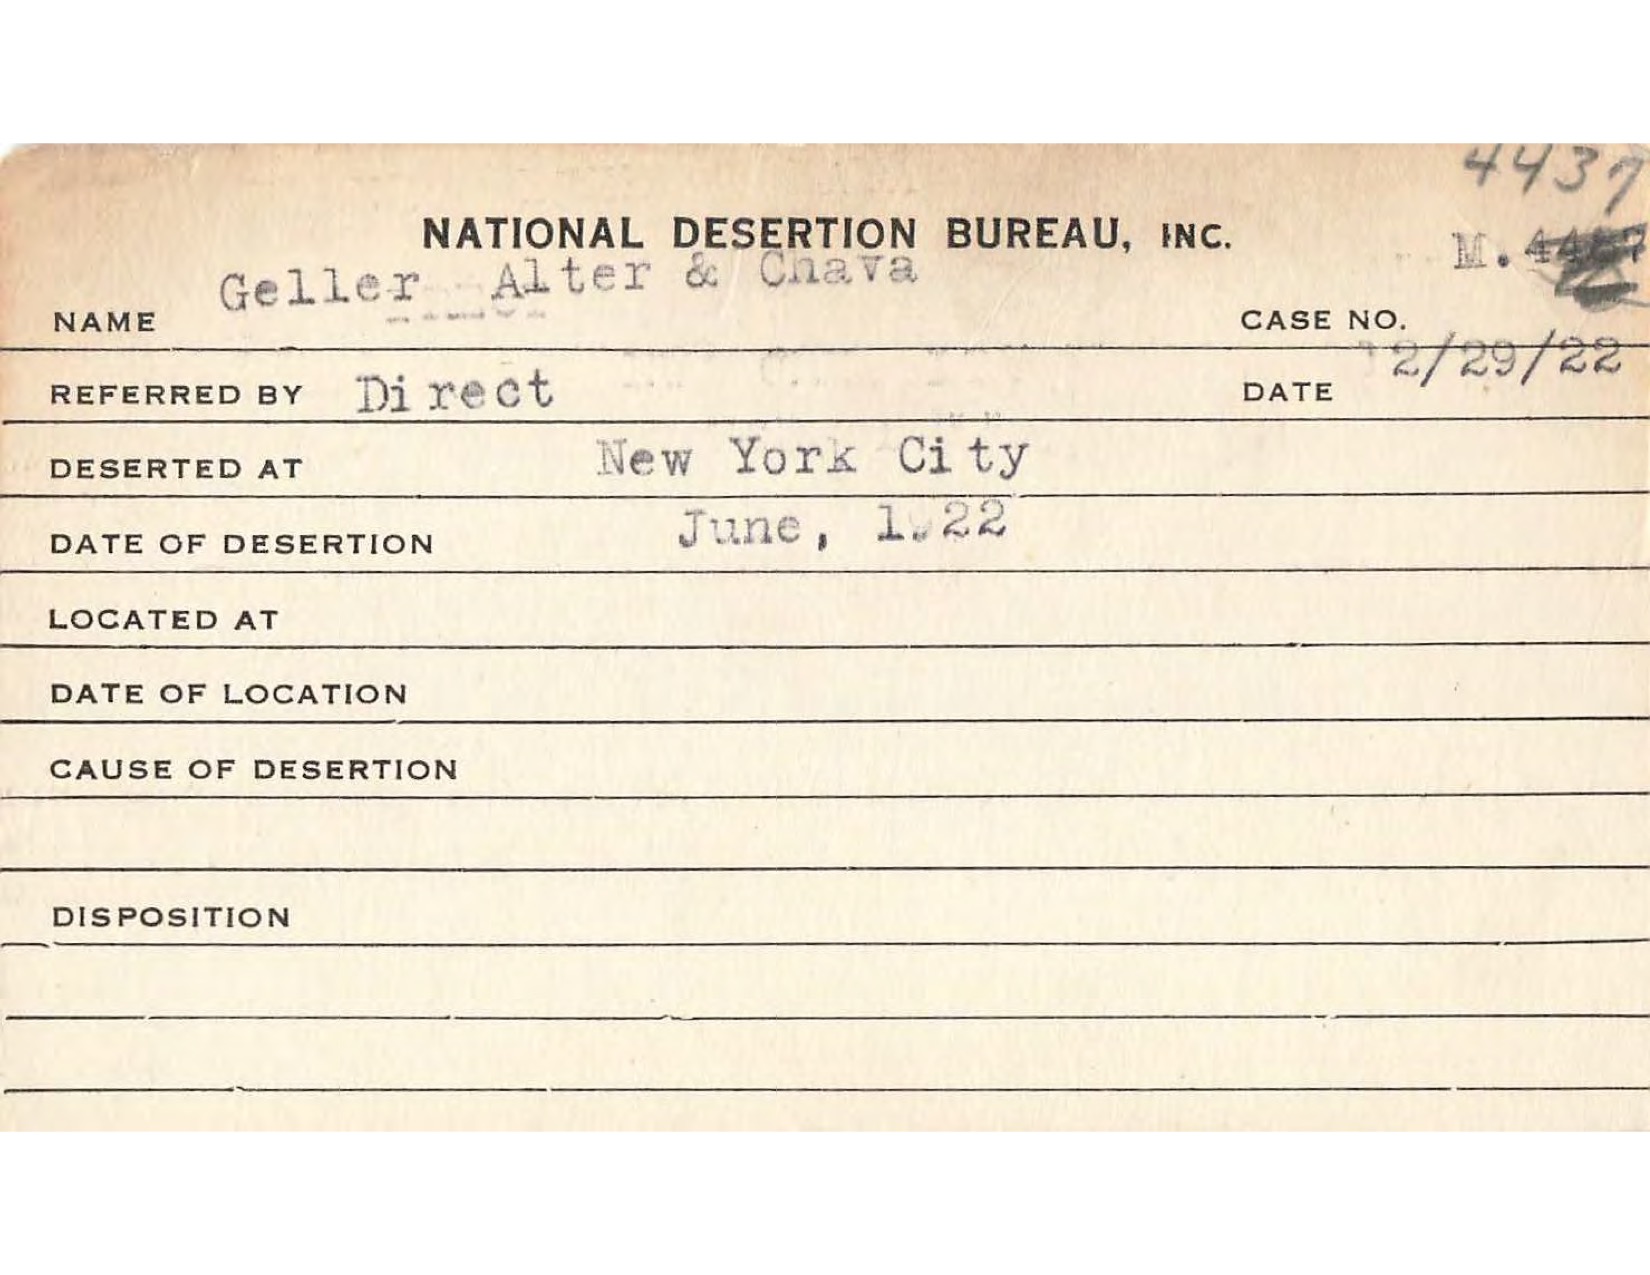 4437
NATIONAL DESERTION BUREAU, INC.
M.
NAME Geller Alter & Chava CASE NO.
REFERRED BY Direct DATE 12/29/22
DESERTED AT New York City
DATE OF DESERTION June, 1922
LOCATED AT
DATE OF LOCATION
CAUSE OF DESERTION
DISPOSITION